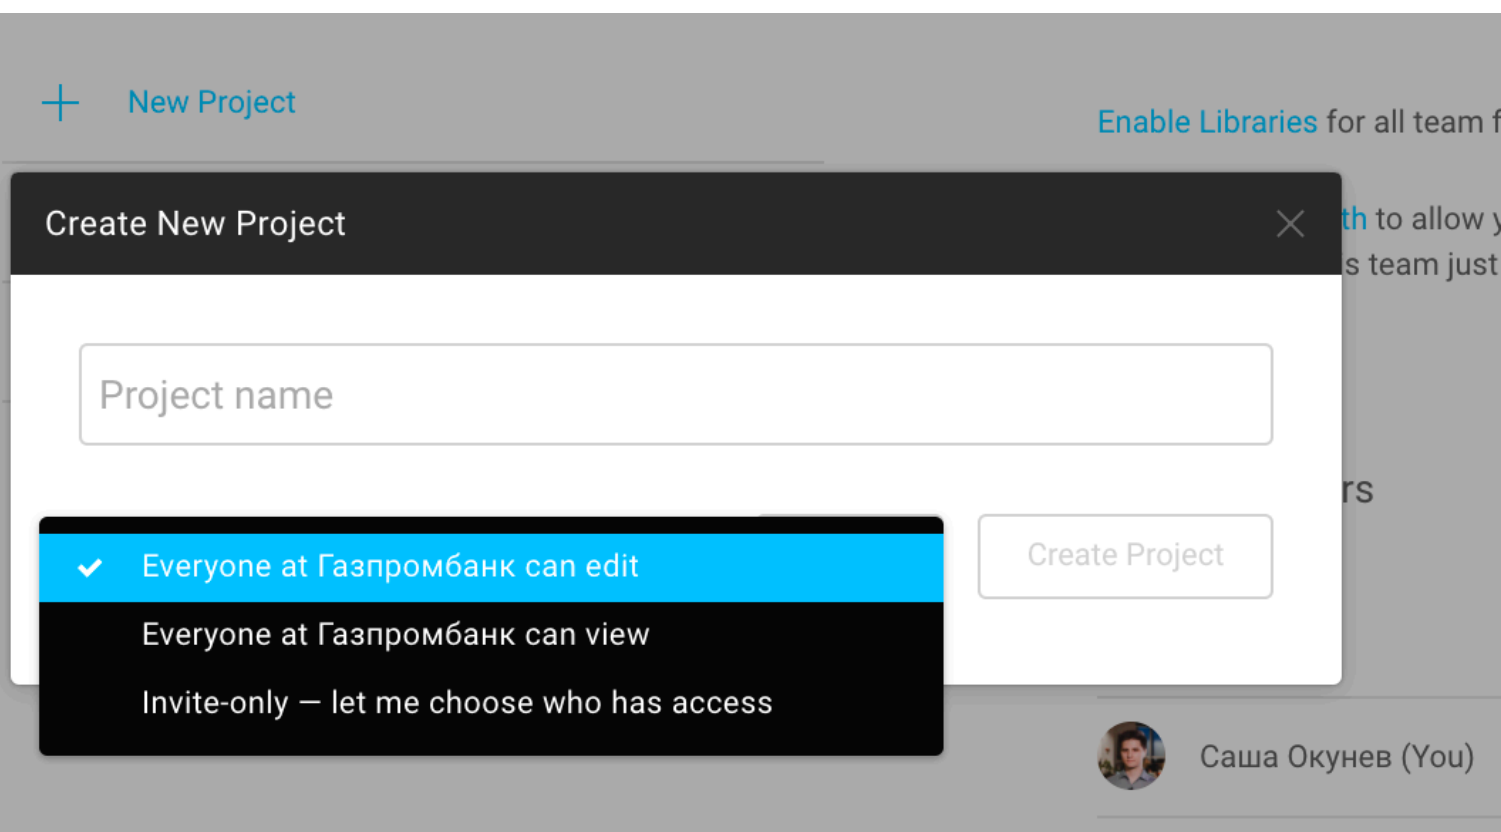 New Project
Enable Libraries for all team
Create New Project
to allow
team just
Project name
Create Project
Everyone at Газпромбанк can edit
Everyone at Газпромбанк can view
Invite-only — let me choose who has access
Саша Окунев (You)